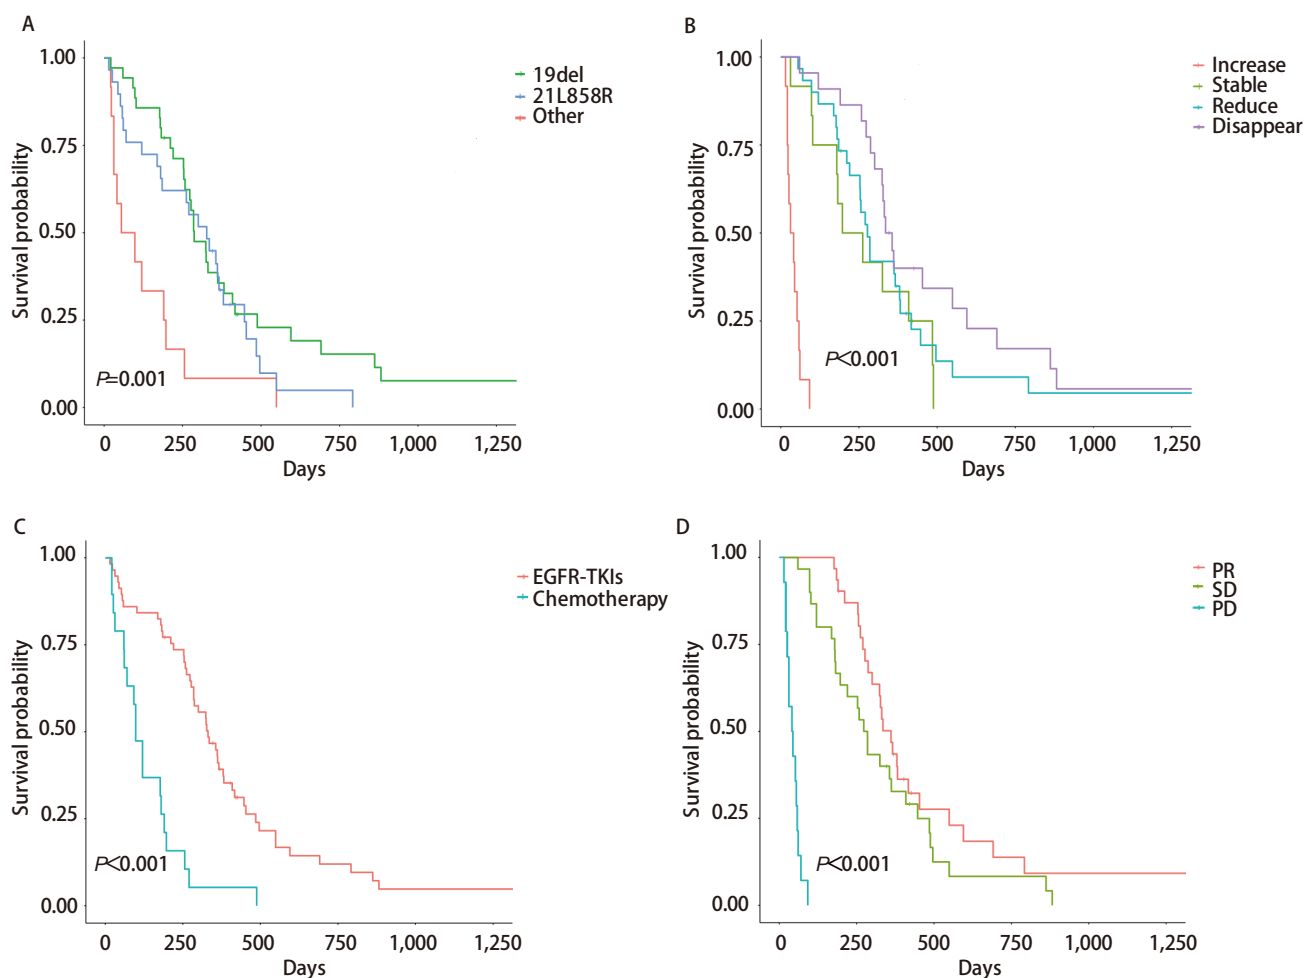 A
1.00
0.75
0.50
0.25
0.00
Survival probability
19del
21L858R
Other
P=0.001
0 250 500 750 1,000 1,250
Days
B
1.00
0.75
0.50
0.25
0.00
Survival probability
Increase
Stable
Reduce
Disappear
P<0.001
0 250 500 750 1,000 1,250
Days
C
1.00
0.75
0.50
0.25
0.00
Survival probability
EGFR-TKIs
Chemotherapy
P<0.001
0 250 500 750 1,000 1,250
Days
D
1.00
0.75
0.50
0.25
0.00
Survival probability
PR
SD
PD
P<0.001
0 250 500 750 1,000 1,250
Days